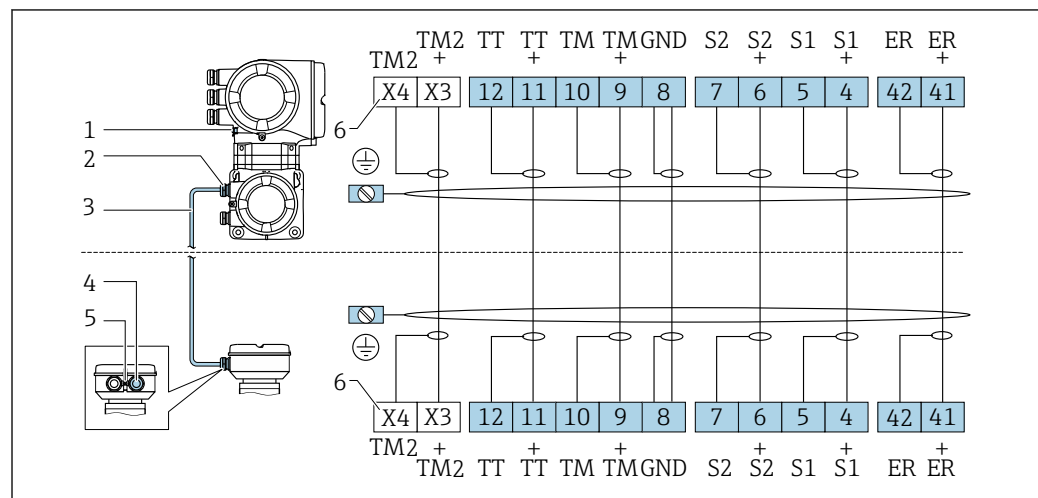 TM2 TT TT TM TM GND S2 S2 S1 S1 ER ER
TM2 + + + + + +
X4 X3 12 11 10 9 8 7 6 5 4 42 41
6
1
2
3
4
5
6
X4 X3 12 11 10 9 8 7 6 5 4 42 41
TM2 + + + + + +
TM2 TT TT TM TM GND S2 S2 S1 S1 ER ER